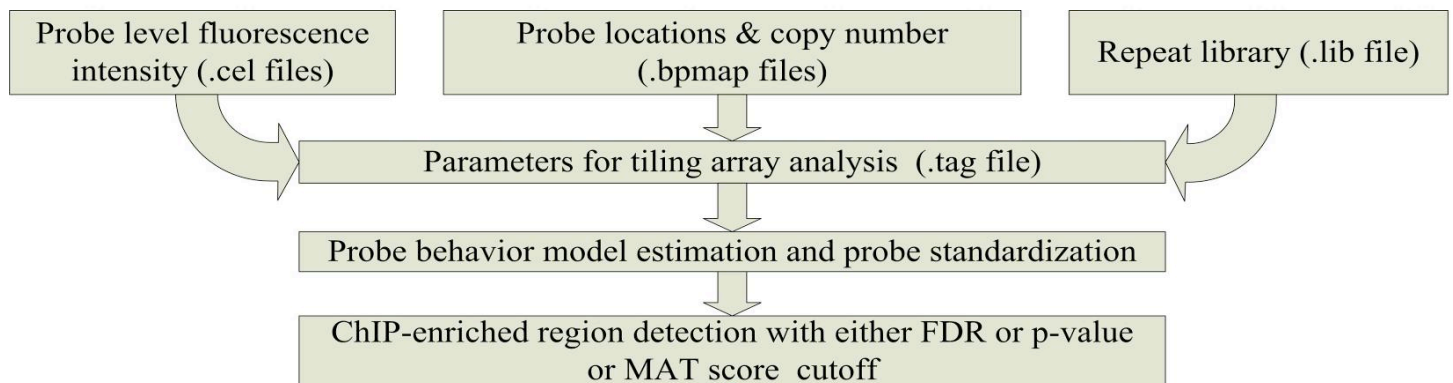 Probe level fluorescence
intensity (.cel files)
Probe locations & copy number
(.bpmap files)
Repeat library (.lib file)
Parameters for tiling array analysis (.tag file)
Probe behavior model estimation and probe standardization
ChIP-enriched region detection with either FDR or p-value
or MAT score cutoff